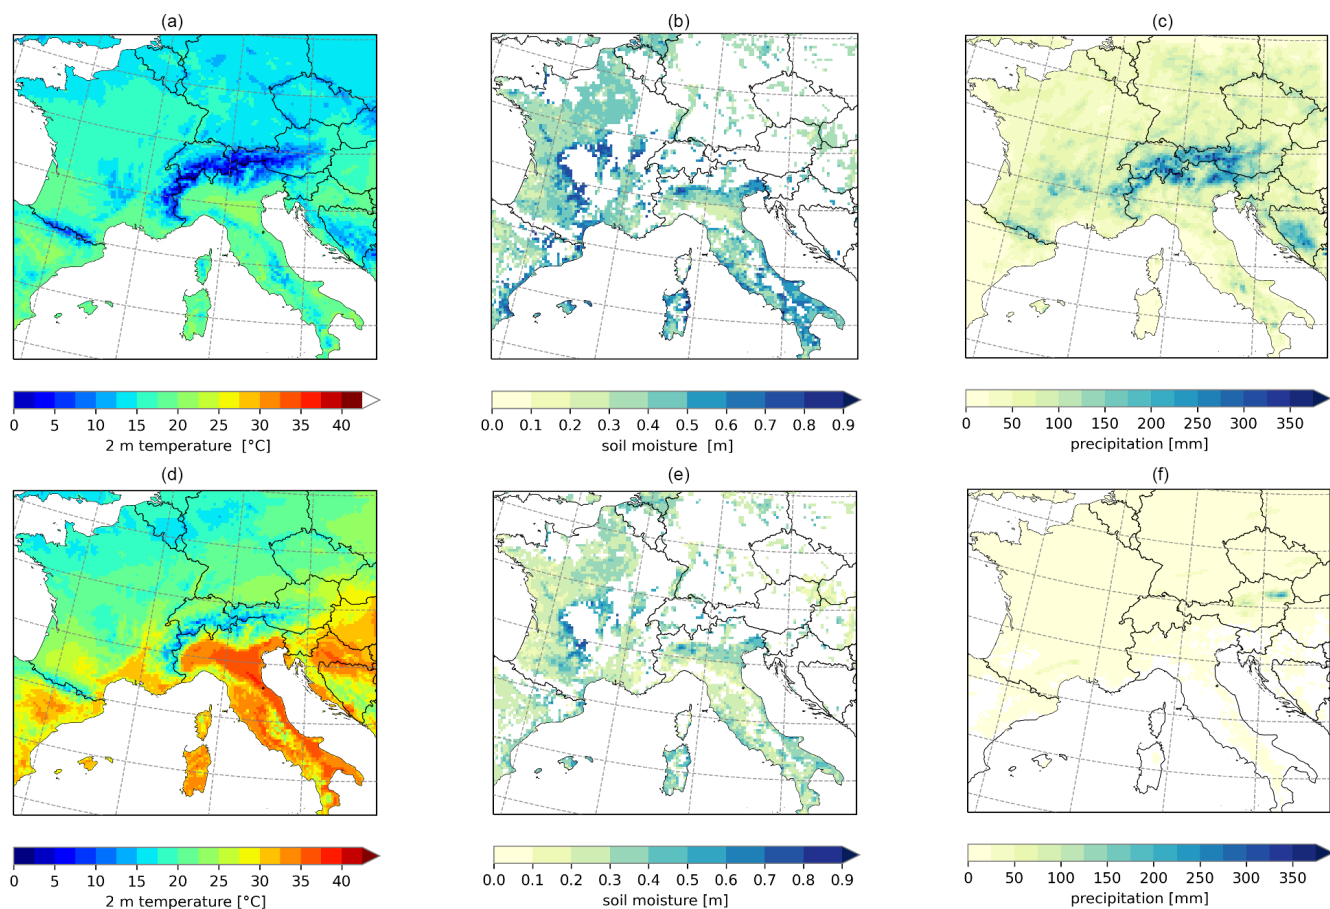 (a) (b) (c)
0 5 10 15 20 25 30 35 40
2 m temperature [°C]
0.0 0.1 0.2 0.3 0.4 0.5 0.6 0.7 0.8 0.9
soil moisture [m]
0 50 100 150 200 250 300 350
precipitation [mm]
(d) (e) (f)
0 5 10 15 20 25 30 35 40
2 m temperature [°C]
0.0 0.1 0.2 0.3 0.4 0.5 0.6 0.7 0.8 0.9
soil moisture [m]
0 50 100 150 200 250 300 350
precipitation [mm]